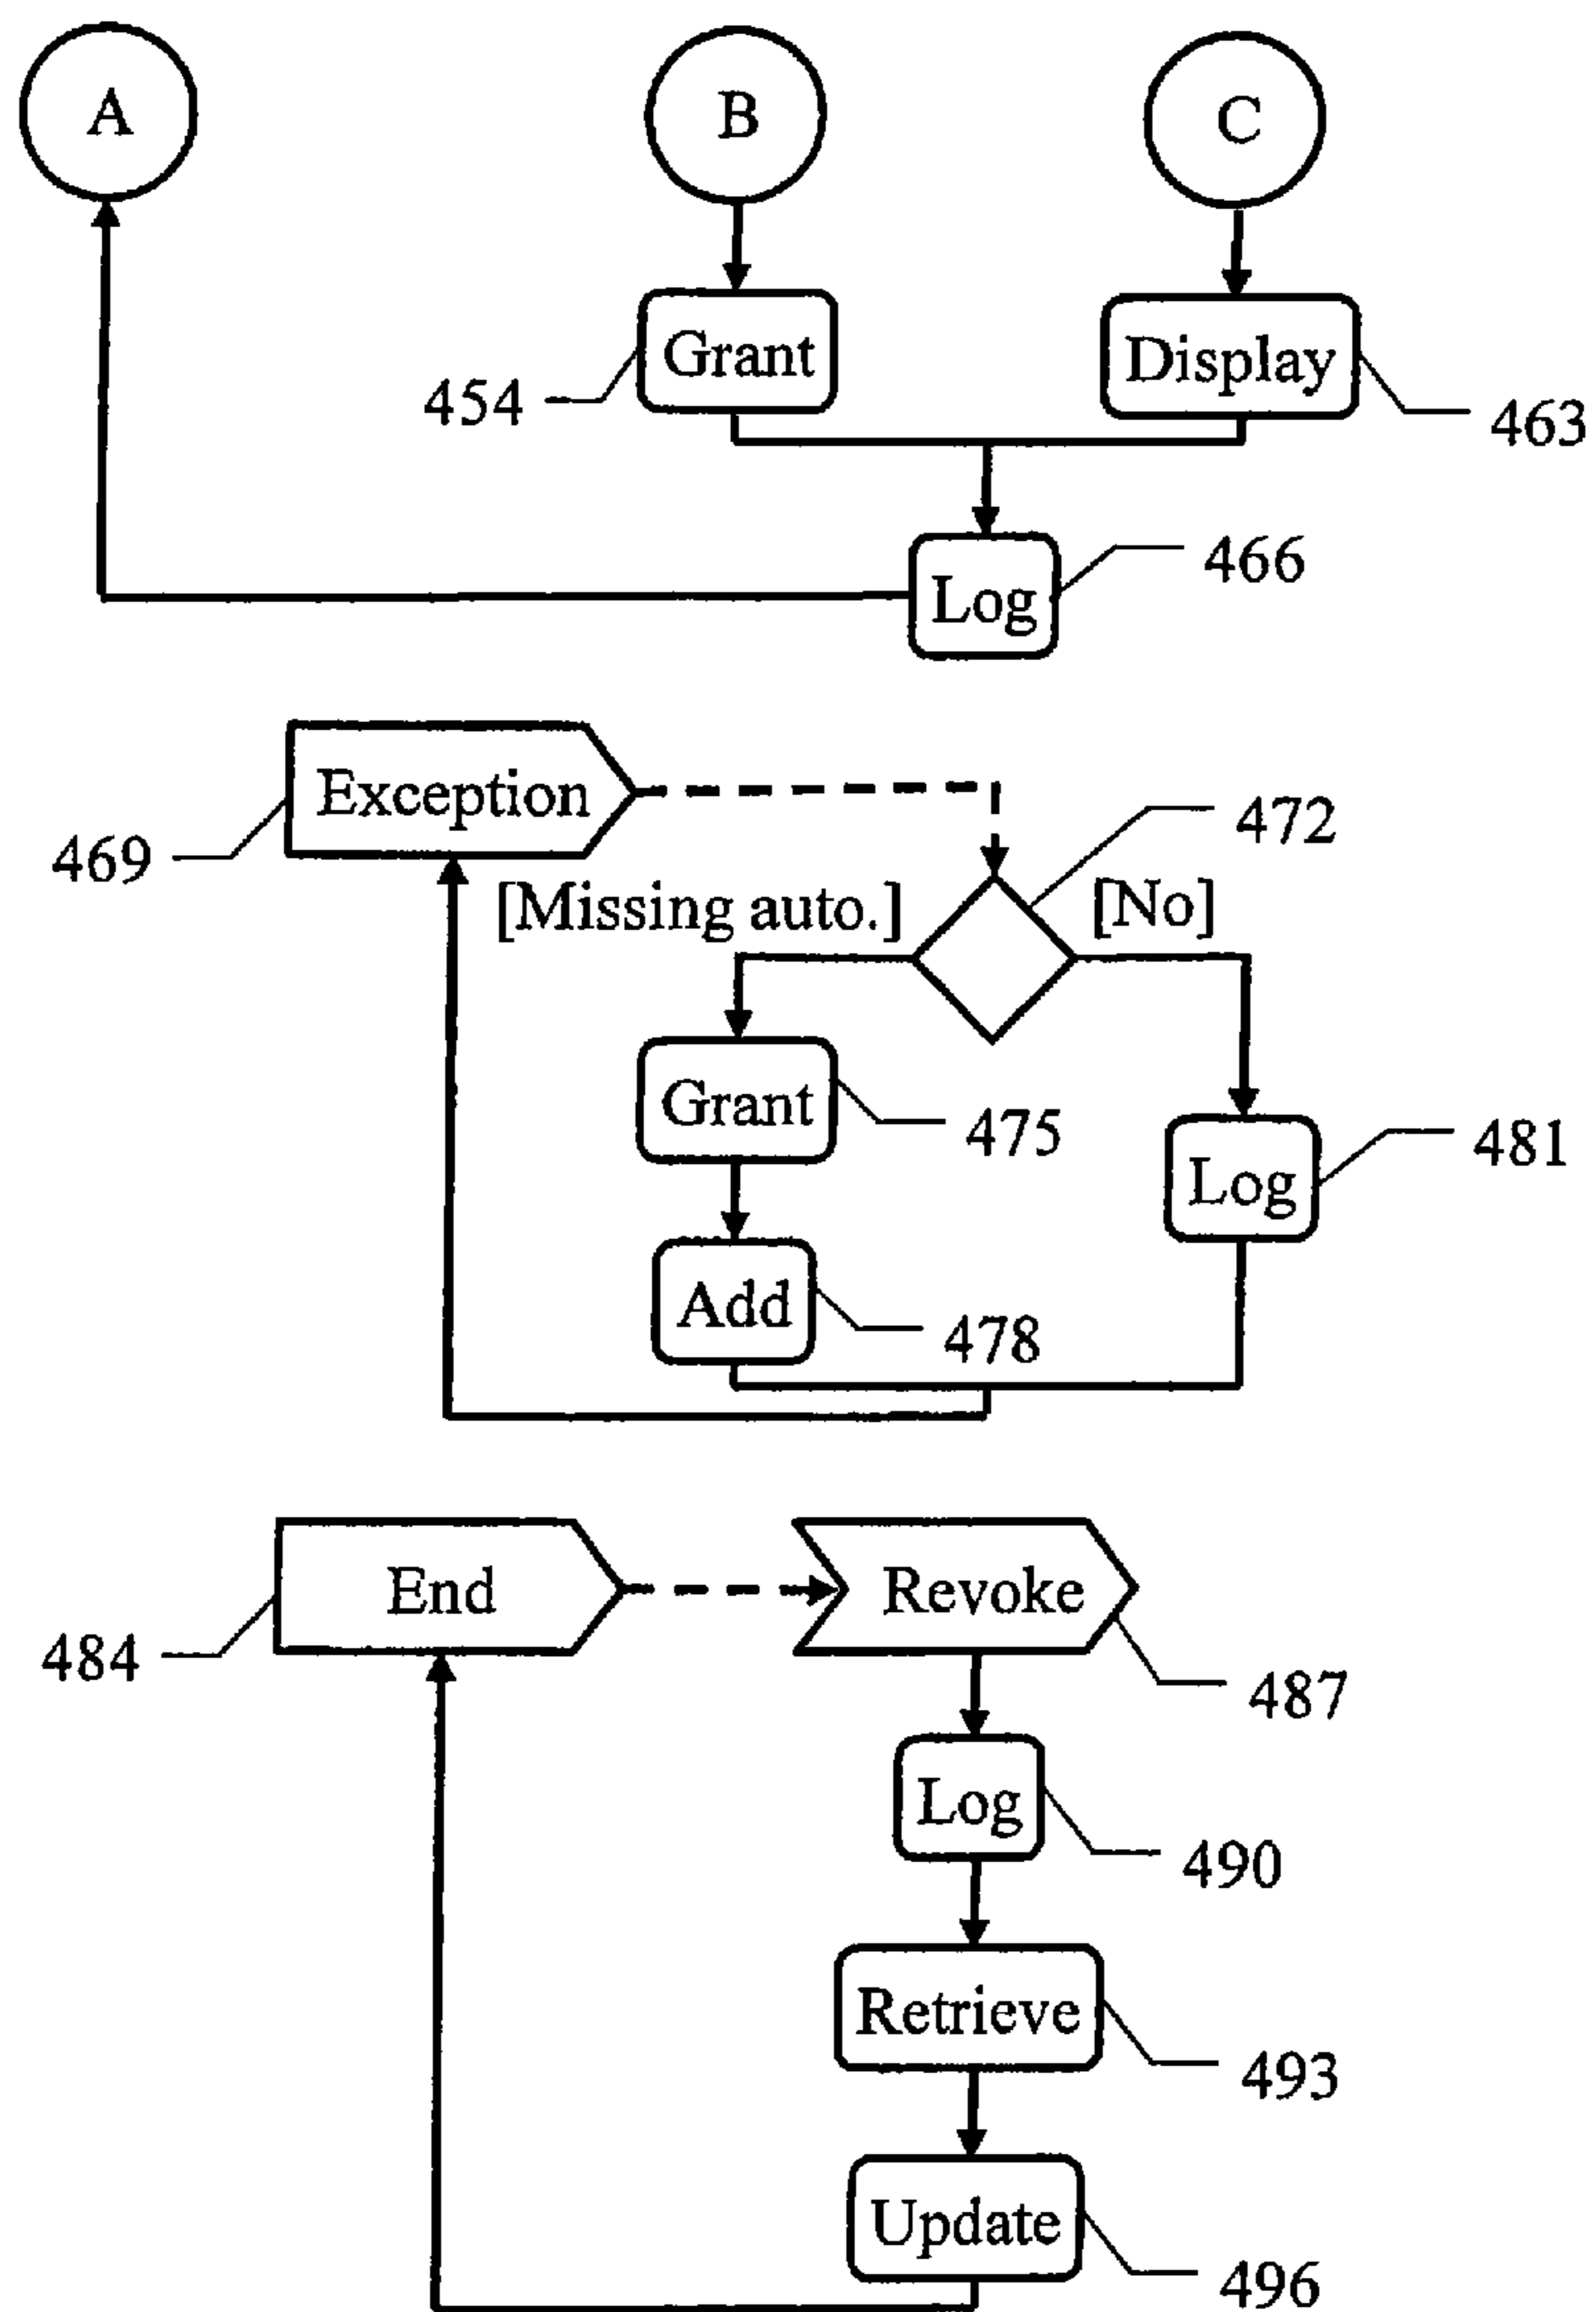 A
B
C
Grant
Display
454
463
466
Log
Exception
472
469
[Missing auto.]
[No]
Grant
475
481
Log
Add
478
End
Revoke
484
487
Log
490
Retrieve
493
Update
496